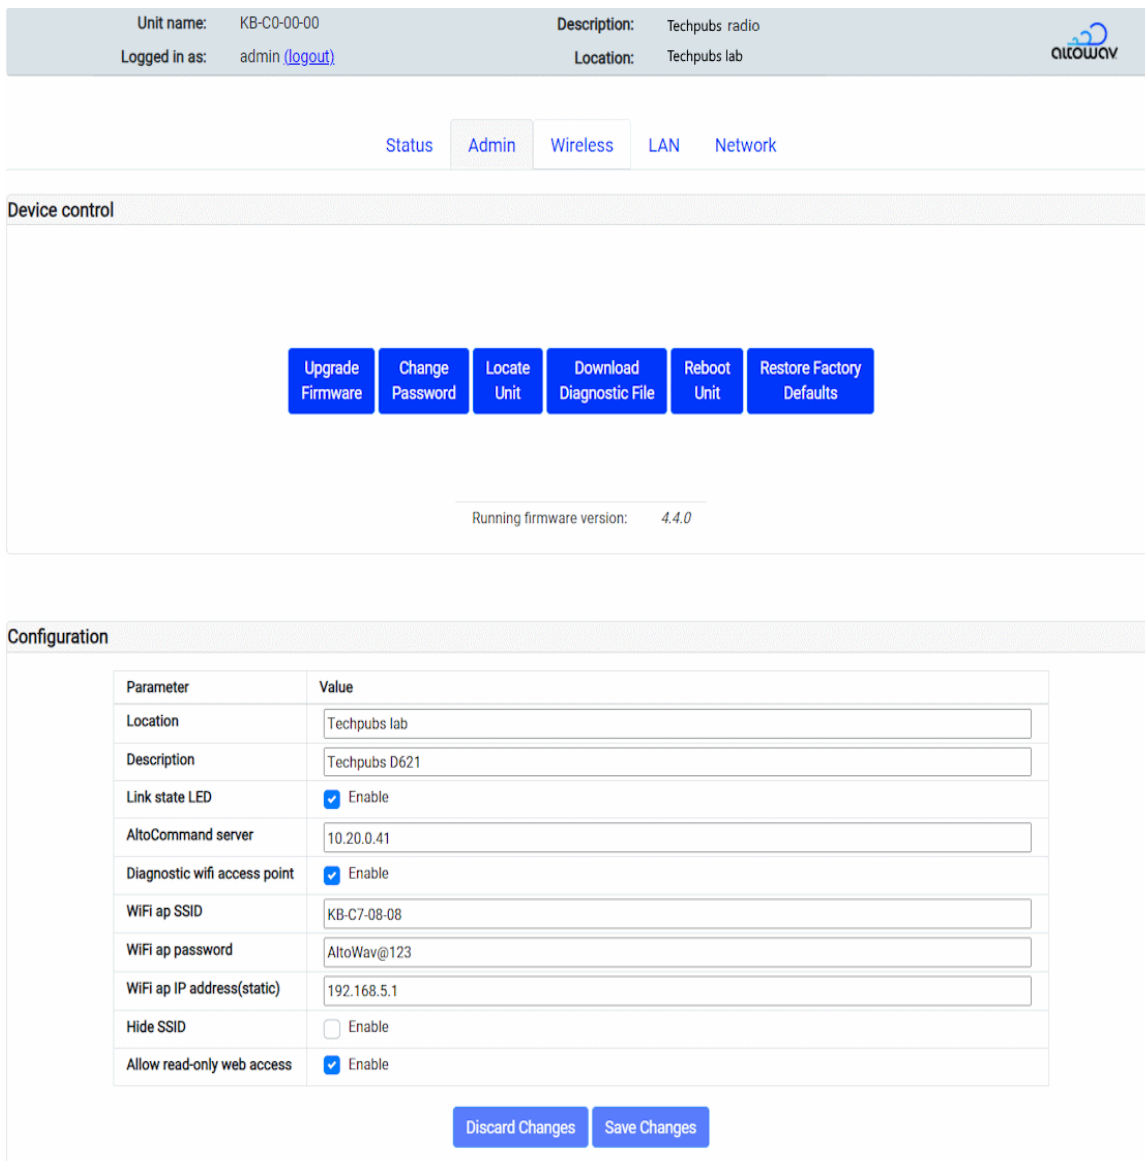 Unit name: KB-C0-00-00 Description: Techpubs radio
Logged in as: admin (logout) Location: Techpubs lab
altowav
Status Admin Wireless LAN Network
Device control
Upgrade Firmware
Change Password
Locate Unit
Download Diagnostic File
Reboot Unit
Restore Factory Defaults
Running firmware version: 4.4.0
Configuration
Parameter Value
Location Techpubs lab
Description Techpubs D621
Link state LED Enable
AltoCommand server 10.20.0.41
Diagnostic wifi access point Enable
WiFi ap SSID KB-C7-08-08
WiFi ap password AltoWav@123
WiFi ap IP address(static) 192.168.5.1
Hide SSID Enable
Allow read-only web access Enable
Discard Changes Save Changes